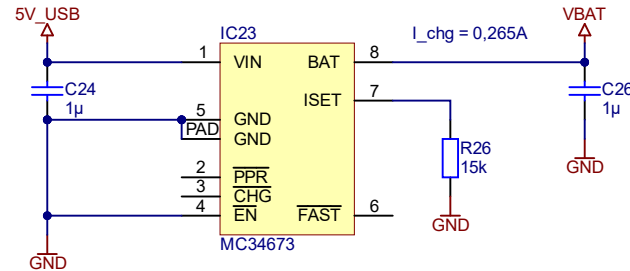 5V_USB
IC23
VBAT
1
VIN
BAT
8
I_chg = 0,265A
C24
1µ
ISET
7
C26
1µ
5
GND
PAD
GND
R26
15k
2
PPR
3
CHG
4
EN
FAST
6
GND
GND
GND
MC34673